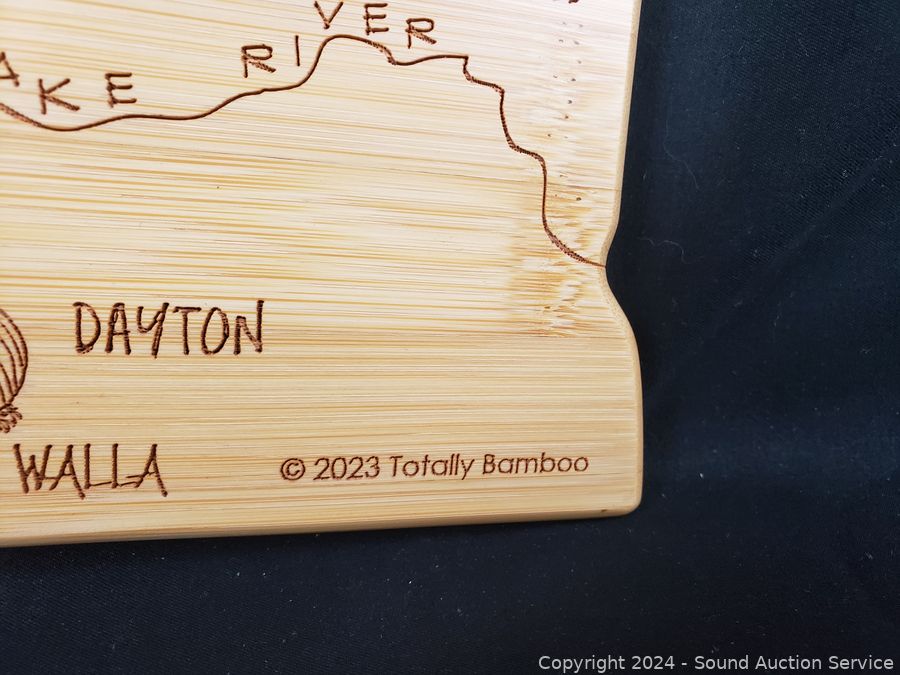 AKE RIVER
DAYTON
WALLA
© 2023 Totally Bamboo
Copyright 2024 - Sound Auction Service